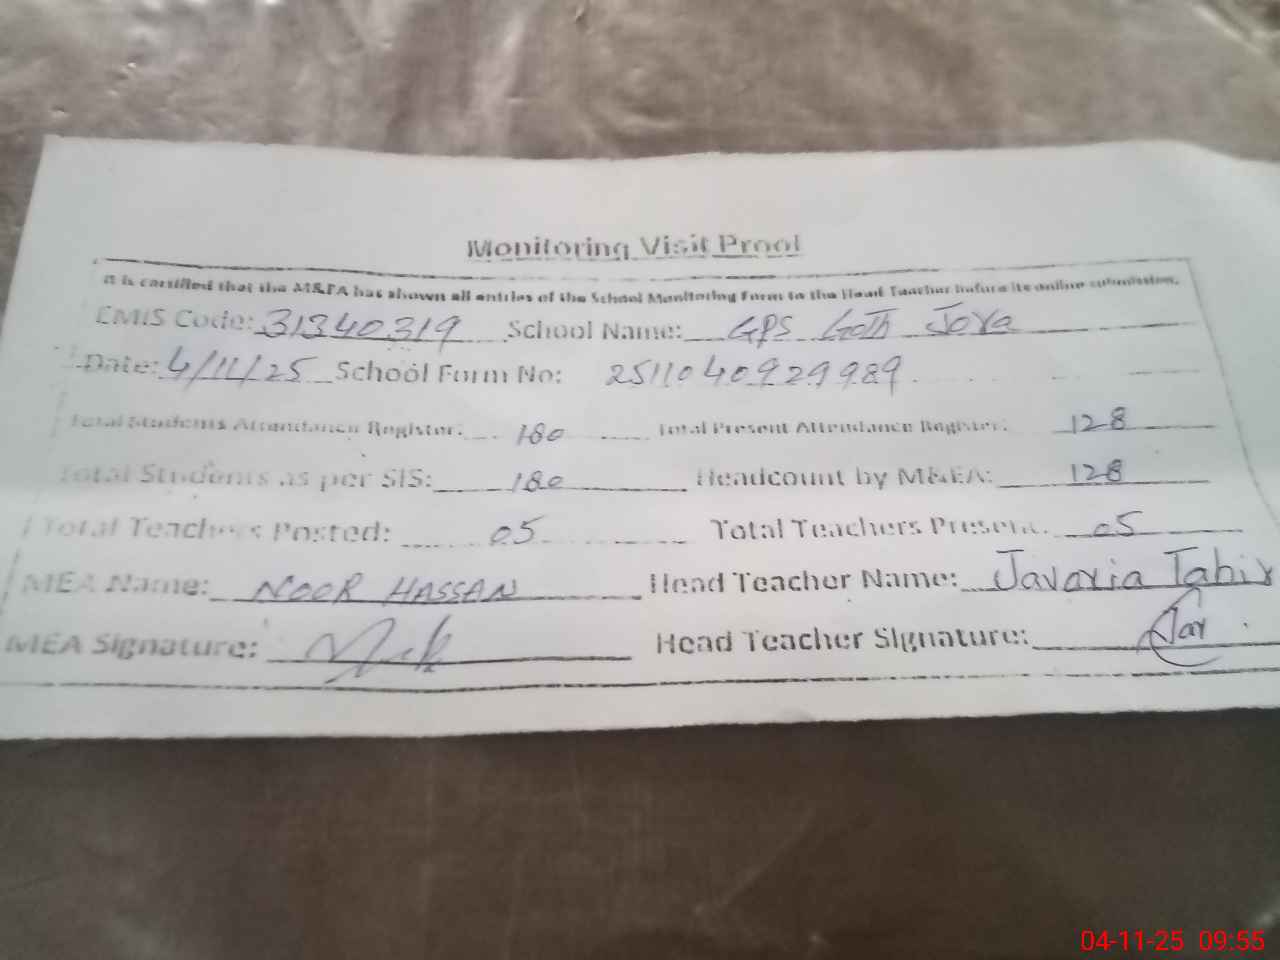 Monitoring Visit Proof
It is certified that the M&EA has shown all entries of the School Monitoring Form to the Head Teacher before its online submission.
EMIS Code: 31340319 School Name: GPS Goth Joya
Date: 4/11/25 School Form No: 2511040929989
Total Students Attendance Register: 180 Total Present Attendance Register: 128
Total Students as per SIS: 180 Headcount by M&EA: 128
Total Teachers Posted: 05 Total Teachers Present: 05
MEA Name: NOOR HASSAN Head Teacher Name: Javaria Tahir
MEA Signature: Head Teacher Signature: Jav
04-11-25 09:55